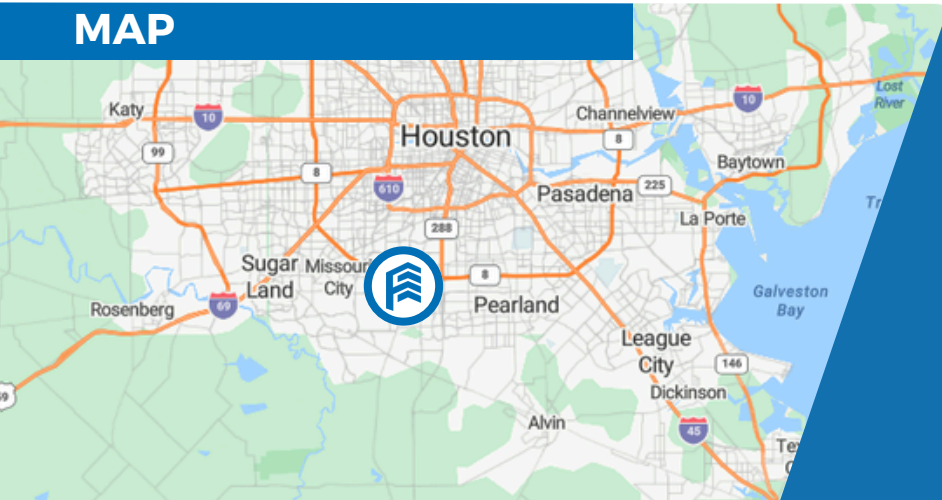 MAP
Katy
10
10
Channelview
Lost
River
Houston
99
8
8
Baytown
610
Pasadena
225
La Porte
288
Sugar
Land
Missouri
City
8
Galveston
Bay
Rosenberg
69
Pearland
League
City
146
Dickinson
Alvin
45